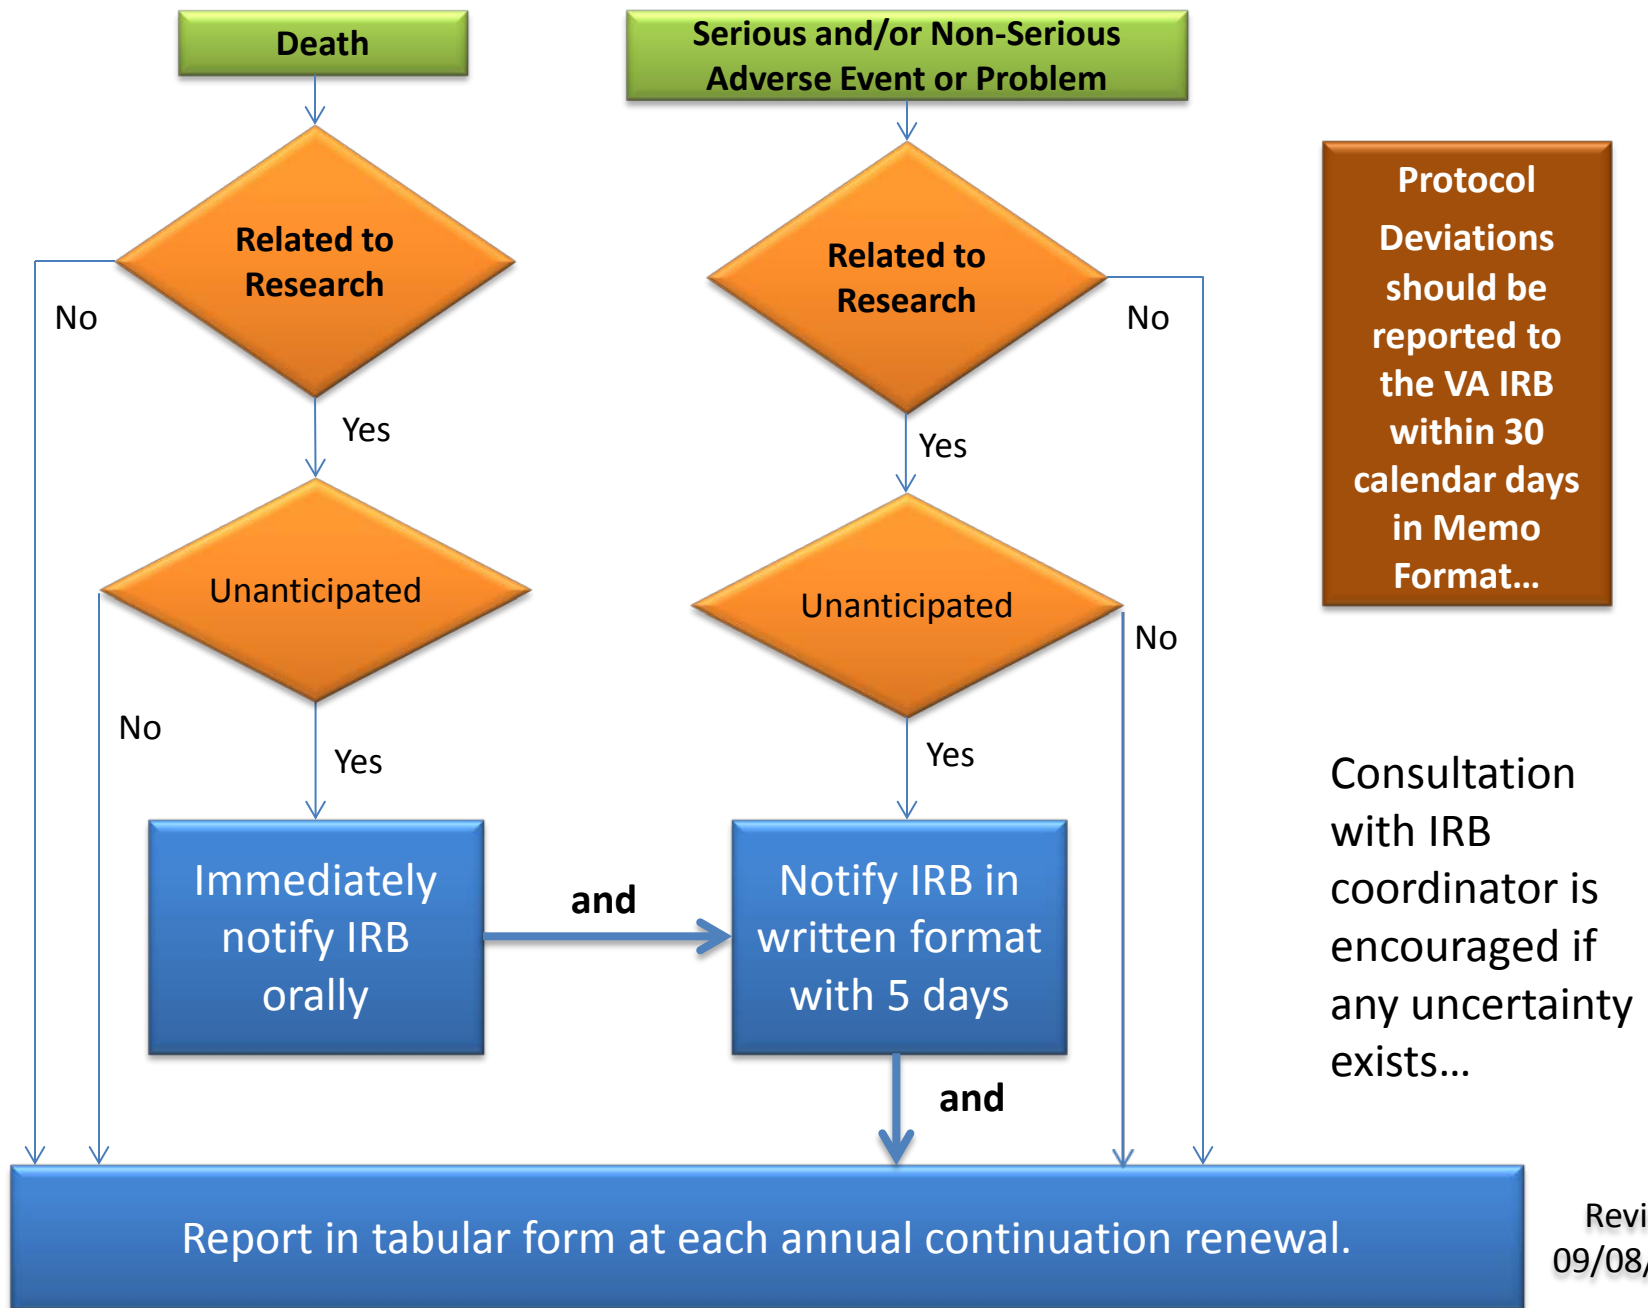 Death
Serious and/or Non-Serious
Adverse Event or Problem
Related to
Research
No
Yes
Related to
Research
No
Yes
Protocol
Deviations
should be
reported to
the VA IRB
within 30
calendar days
in Memo
Format...
Unanticipated
No
Yes
Unanticipated
No
Yes
Consultation
with IRB
coordinator is
encouraged if
any uncertainty
exists...
Immediately
notify IRB
orally
and
Notify IRB in
written format
with 5 days
and
Report in tabular form at each annual continuation renewal.
09/08/